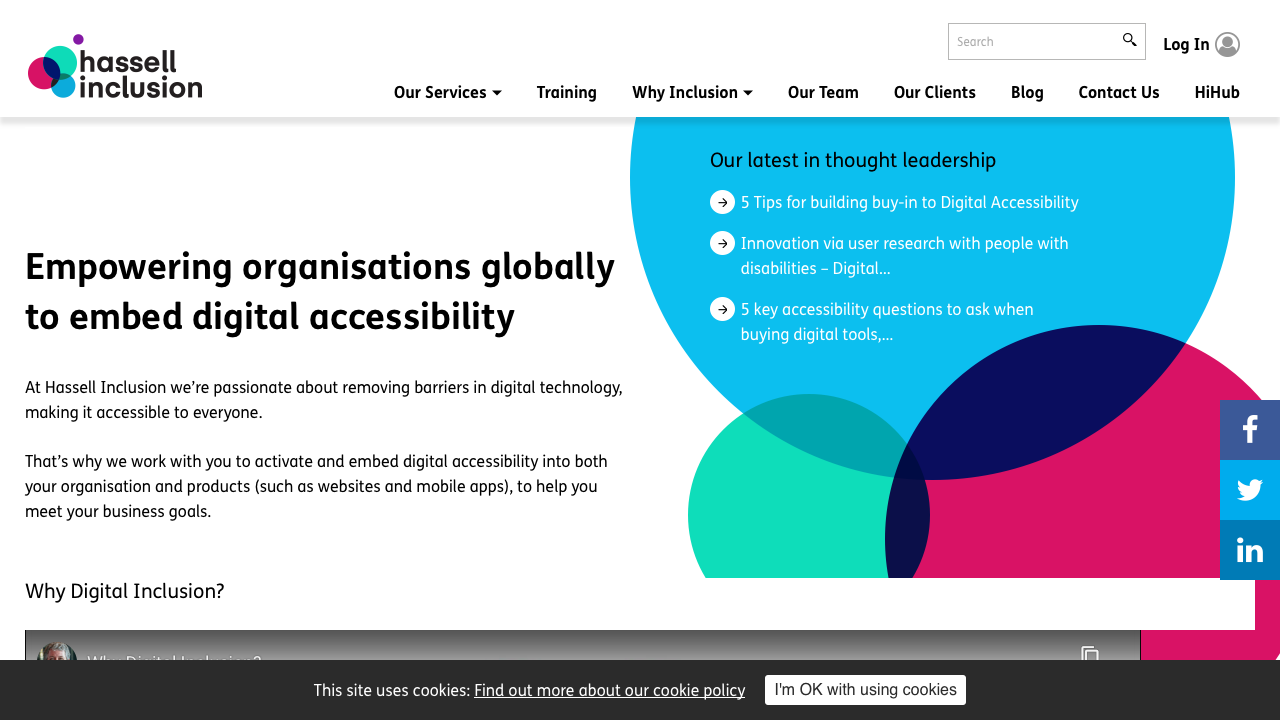 hassell
inclusion
Search
Log In
Our Services
Training
Why Inclusion
Our Team
Our Clients
Blog
Contact Us
HiHub
Our latest in thought leadership
5 Tips for building buy-in to Digital Accessibility
Innovation via user research with people with
disabilities – Digital...
5 key accessibility questions to ask when
buying digital tools,...
Empowering organisations globally
to embed digital accessibility
At Hassell Inclusion we’re passionate about removing barriers in digital technology,
making it accessible to everyone.
That’s why we work with you to activate and embed digital accessibility into both
your organisation and products (such as websites and mobile apps), to help you
meet your business goals.
Why Digital Inclusion?
Why Digital Inclusion?
This site uses cookies: Find out more about our cookie policy
I'm OK with using cookies